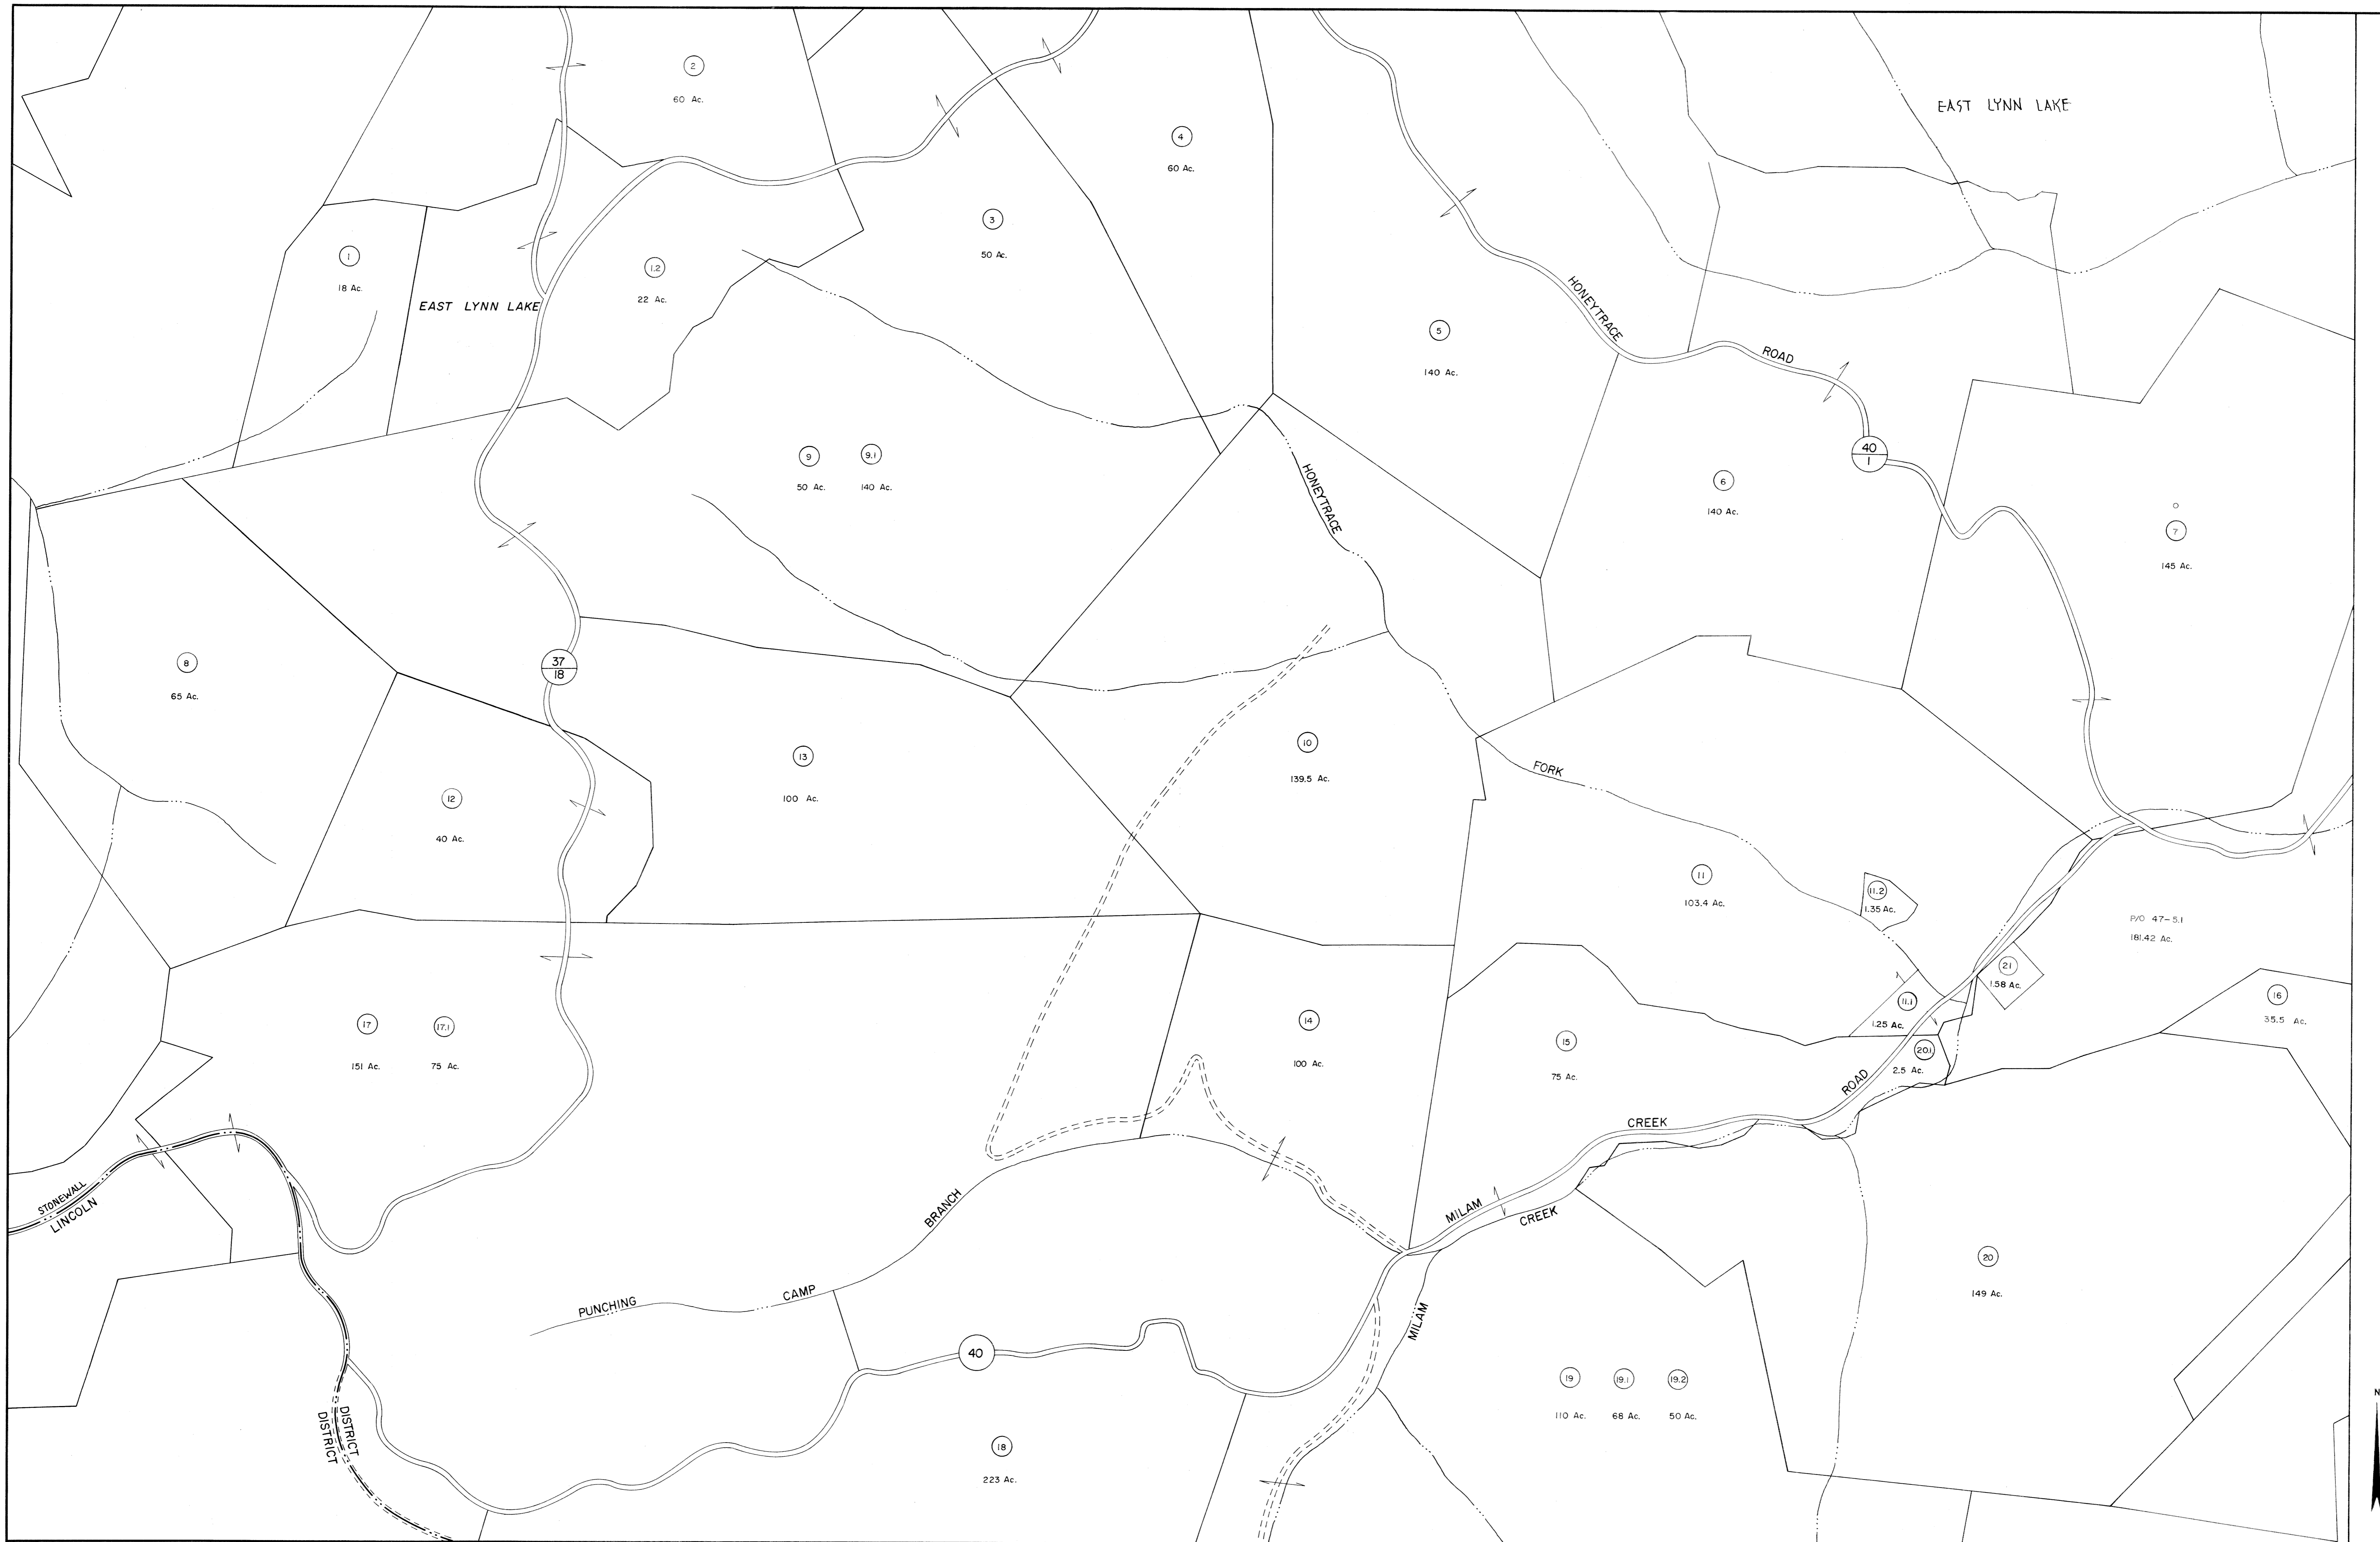 2
60 Ac.
EAST LYNN LAKE
4
60 Ac.
3
50 Ac.
1
18 Ac.
1.2
22 Ac.
EAST LYNN LAKE
HONEYTRACE
ROAD
5
140 Ac.
40
1
9
50 Ac.
9.1
140 Ac.
HONEYTRACE
6
140 Ac.
7
145 Ac.
8
65 Ac.
37
18
10
139.5 Ac.
13
100 Ac.
12
40 Ac.
FORK
11
103.4 Ac.
11.2
1.35 Ac.
P/O 47-5.1
181.42 Ac.
21
1.58 Ac.
11.1
1.25 Ac.
16
35.5 Ac.
17
151 Ac.
17.1
75 Ac.
14
100 Ac.
15
75 Ac.
20.1
2.5 Ac.
ROAD
CREEK
MILAM
CREEK
STONEWALL
LINCOLN
BRANCH
CAMP
PUNCHING
MILAM
20
149 Ac.
40
19
110 Ac.
19.1
68 Ac.
19.2
50 Ac.
DISTRICT
DISTRICT
18
223 Ac.
N